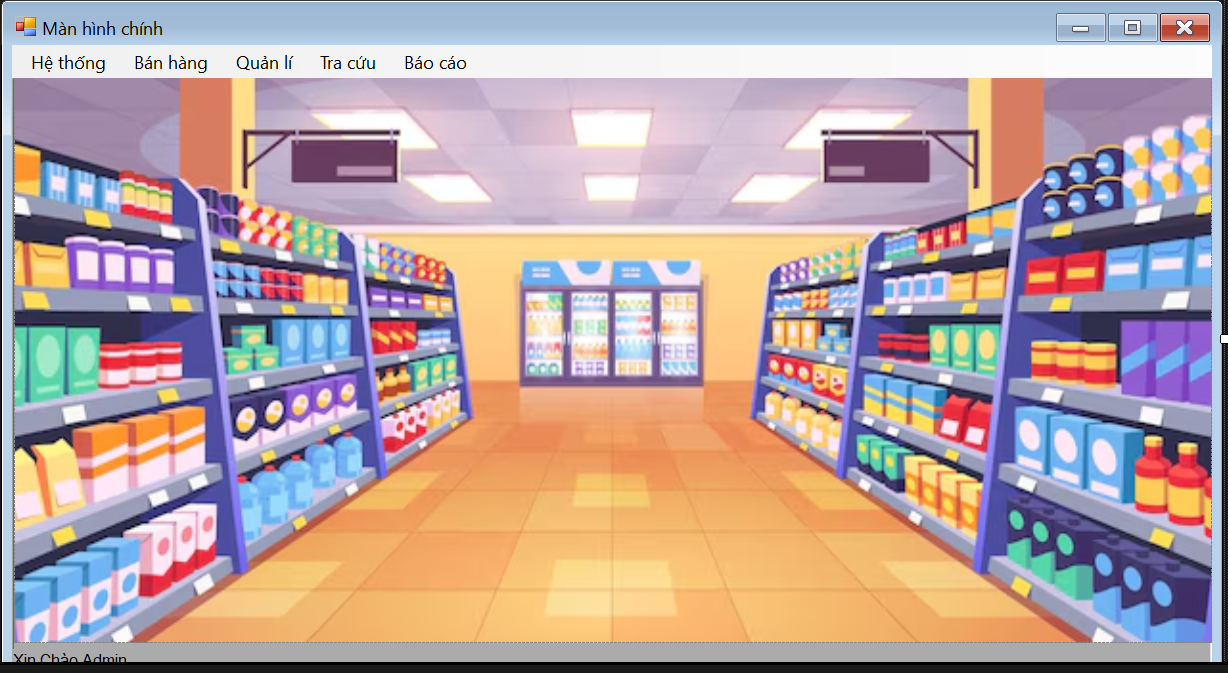 Màn hình chính
Hệ thống Bán hàng Quản lí Tra cứu Báo cáo
Xin Chào Admin